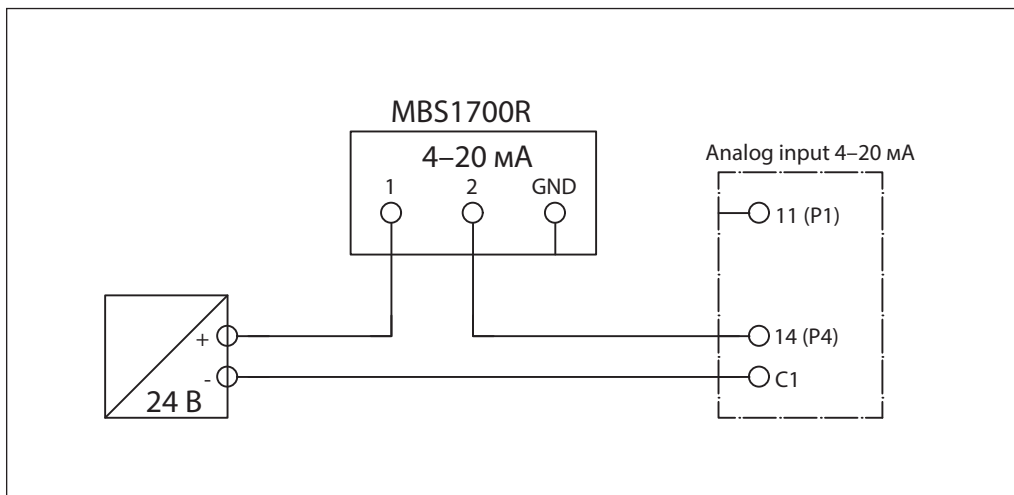 MBS1700R
4–20 мА
1 2 GND
Analog input 4–20 мА
11 (P1)
+
14 (P4)
-
C1
24 В